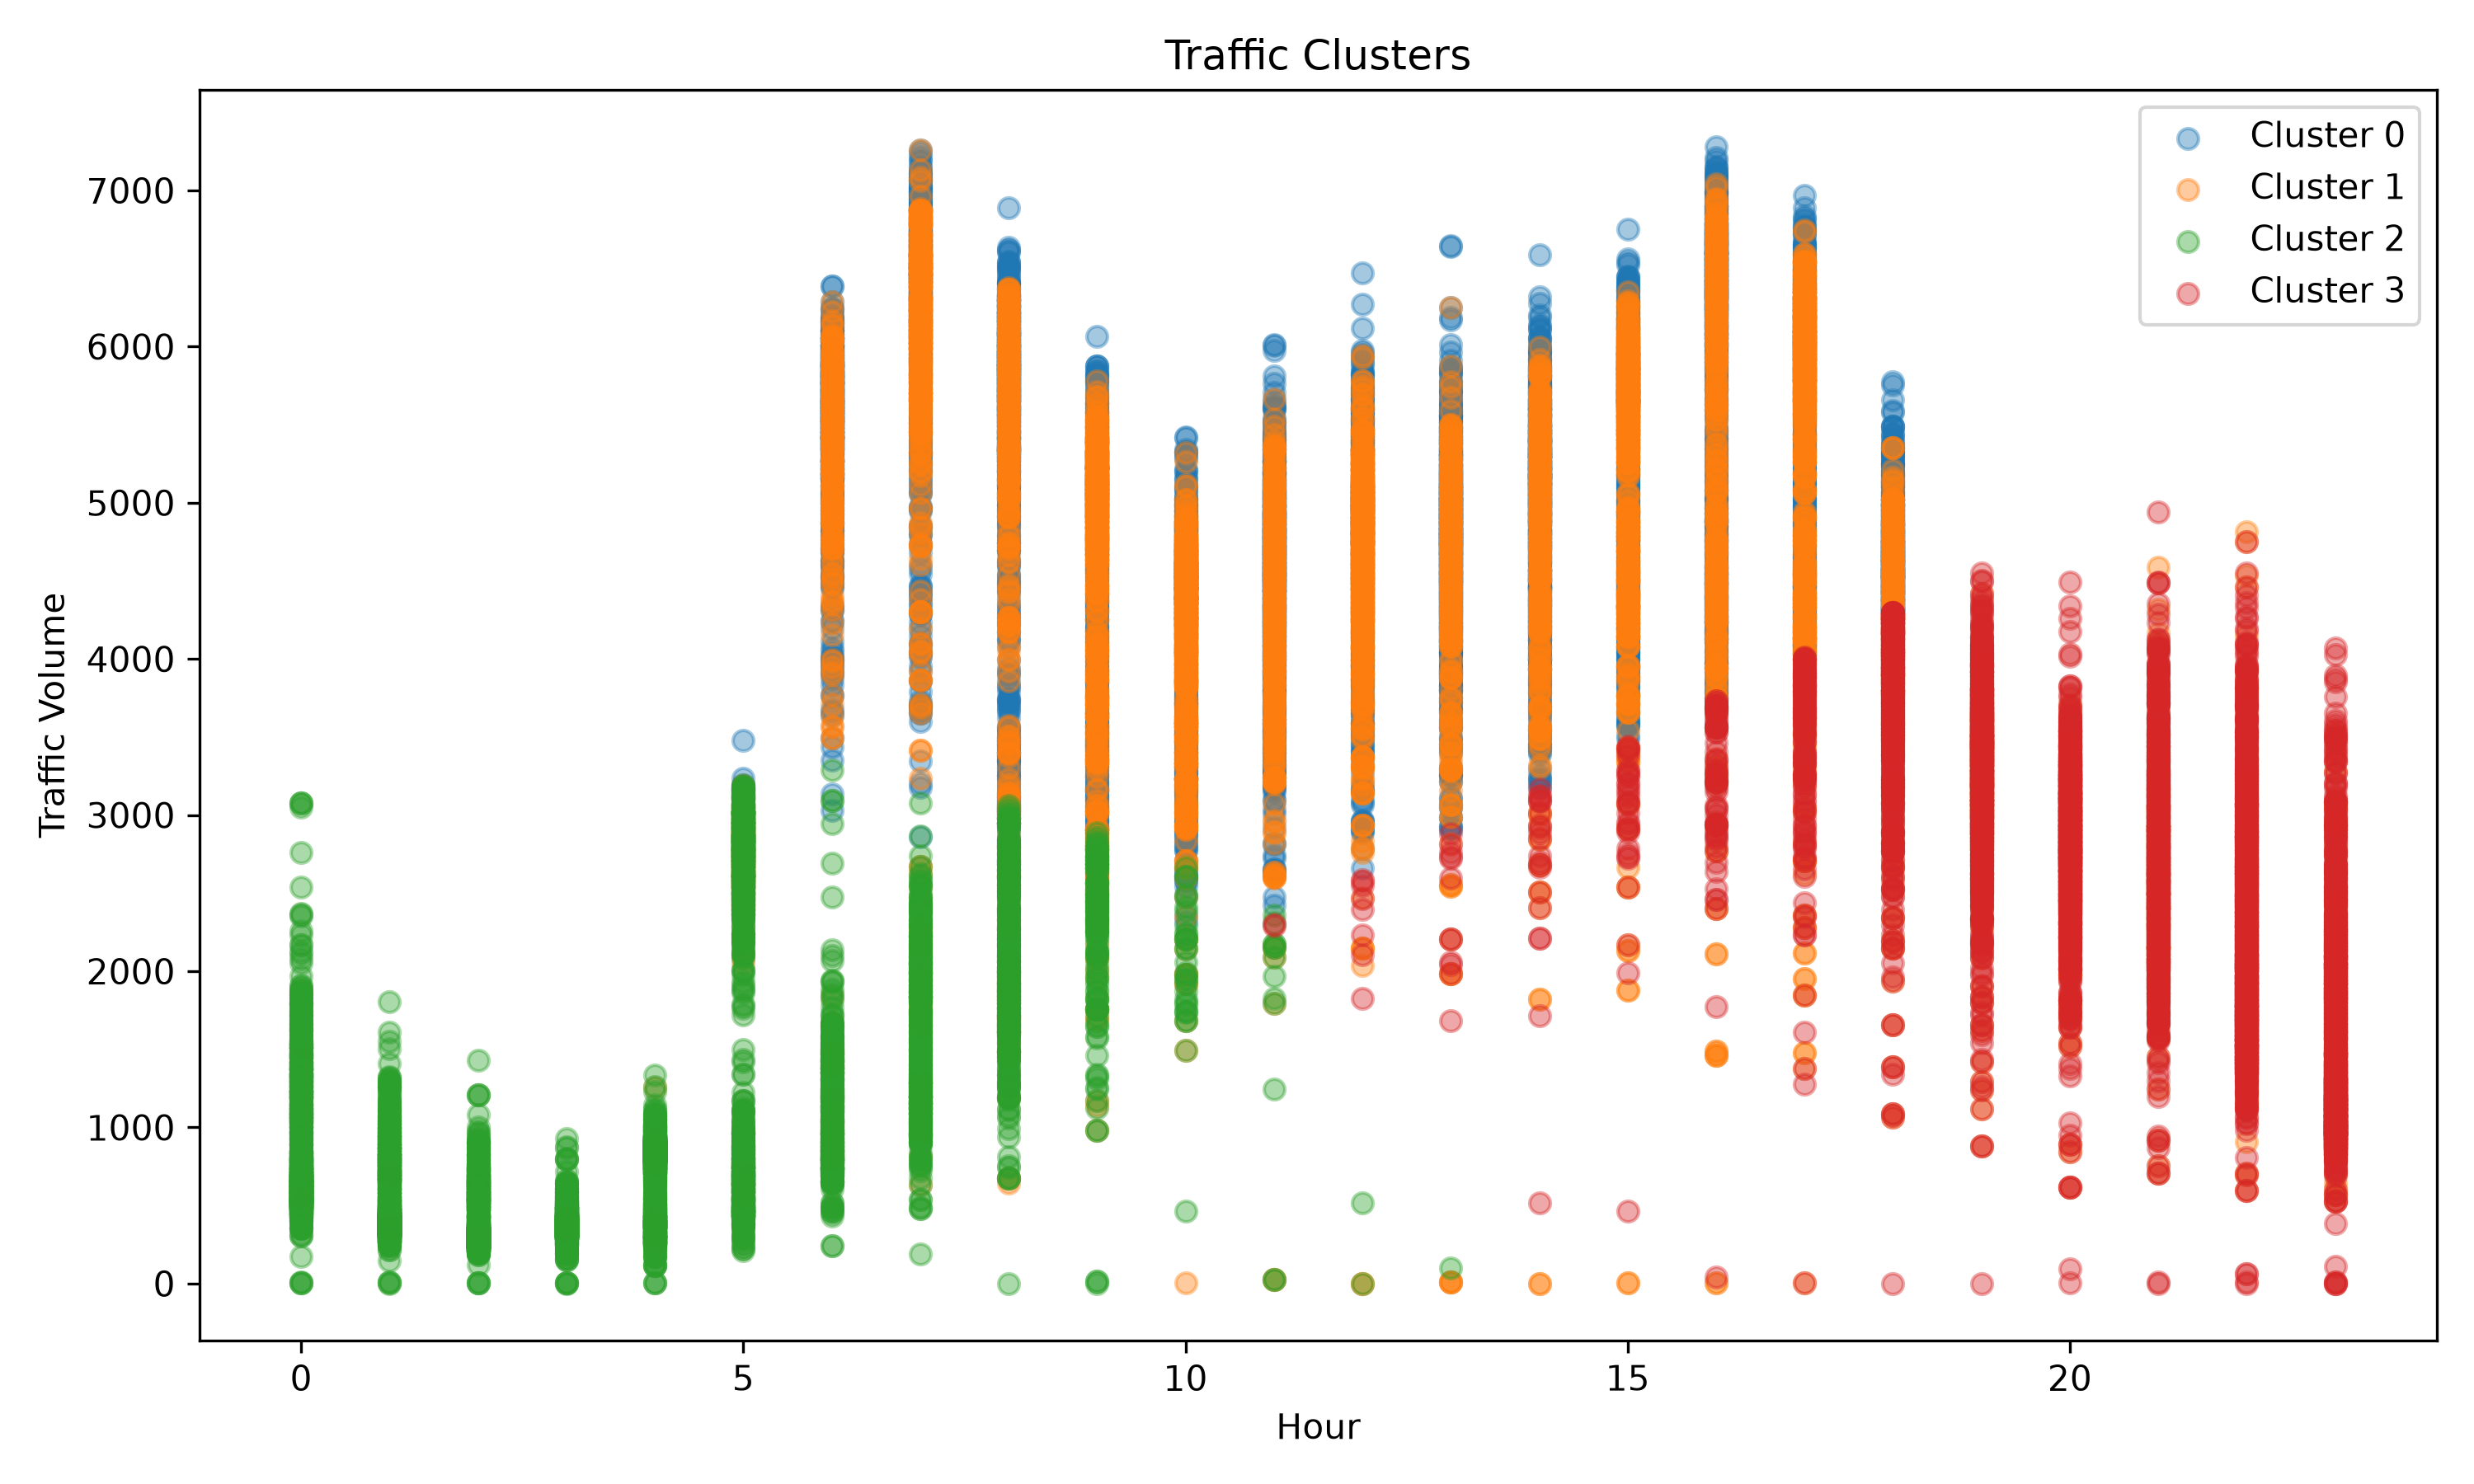 Traffic Clusters
Cluster 0
Cluster 1
Cluster 2
Cluster 3
Traffic Volume
7000
6000
5000
4000
3000
2000
1000
0
0 5 10 15 20
Hour